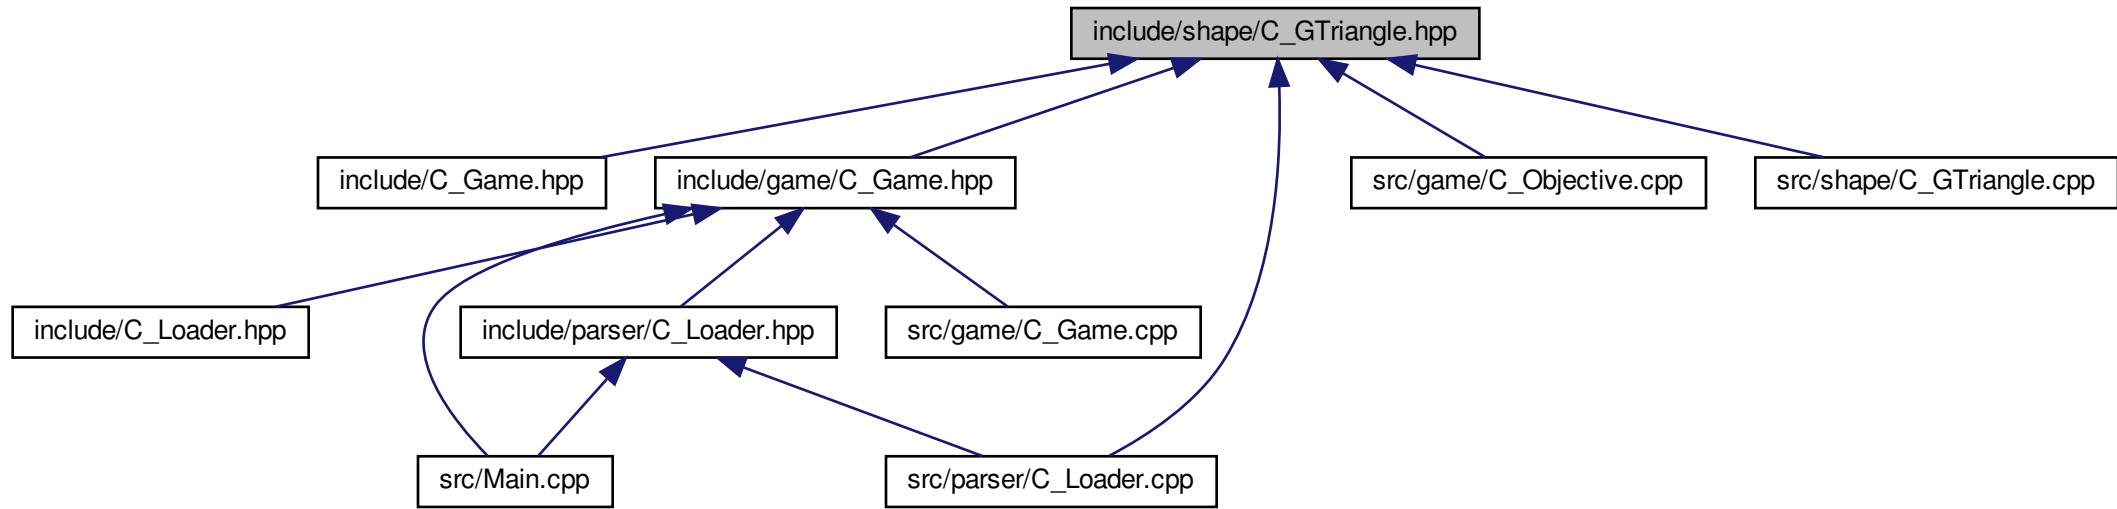 include/shape/C_GTriangle.hpp
include/C_Game.hpp
include/game/C_Game.hpp
src/game/C_Objective.cpp
src/shape/C_GTriangle.cpp
include/C_Loader.hpp
include/parser/C_Loader.hpp
src/game/C_Game.cpp
src/Main.cpp
src/parser/C_Loader.cpp